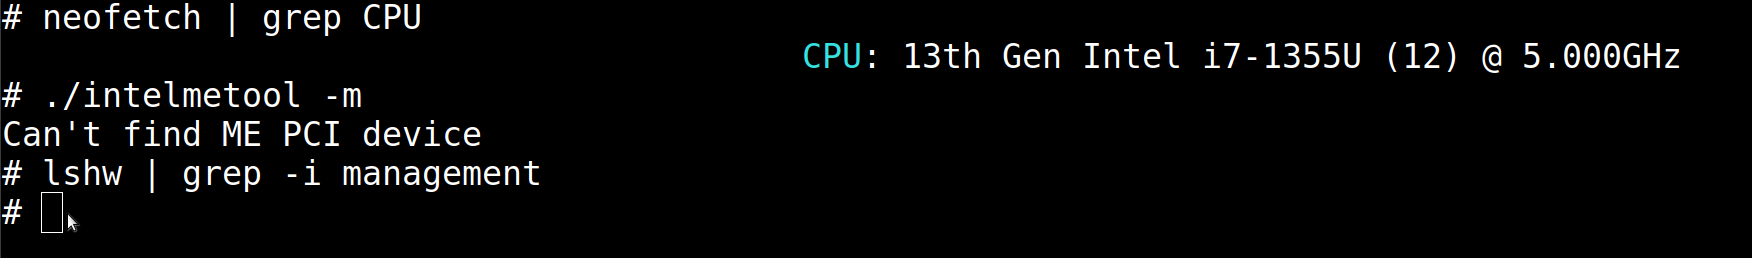 # neofetch | grep CPU
CPU: 13th Gen Intel i7-1355U (12) @ 5.000GHz
# ./intelmetool -m
Can't find ME PCI device
# lshw | grep -i management
#